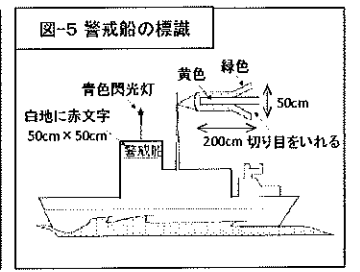 図-5 警戒船の標識
緑色
黄色
青色閃光灯
50cm
白地に赤文字
50cm×50cm
200cm 切り目をいれる
警戒船